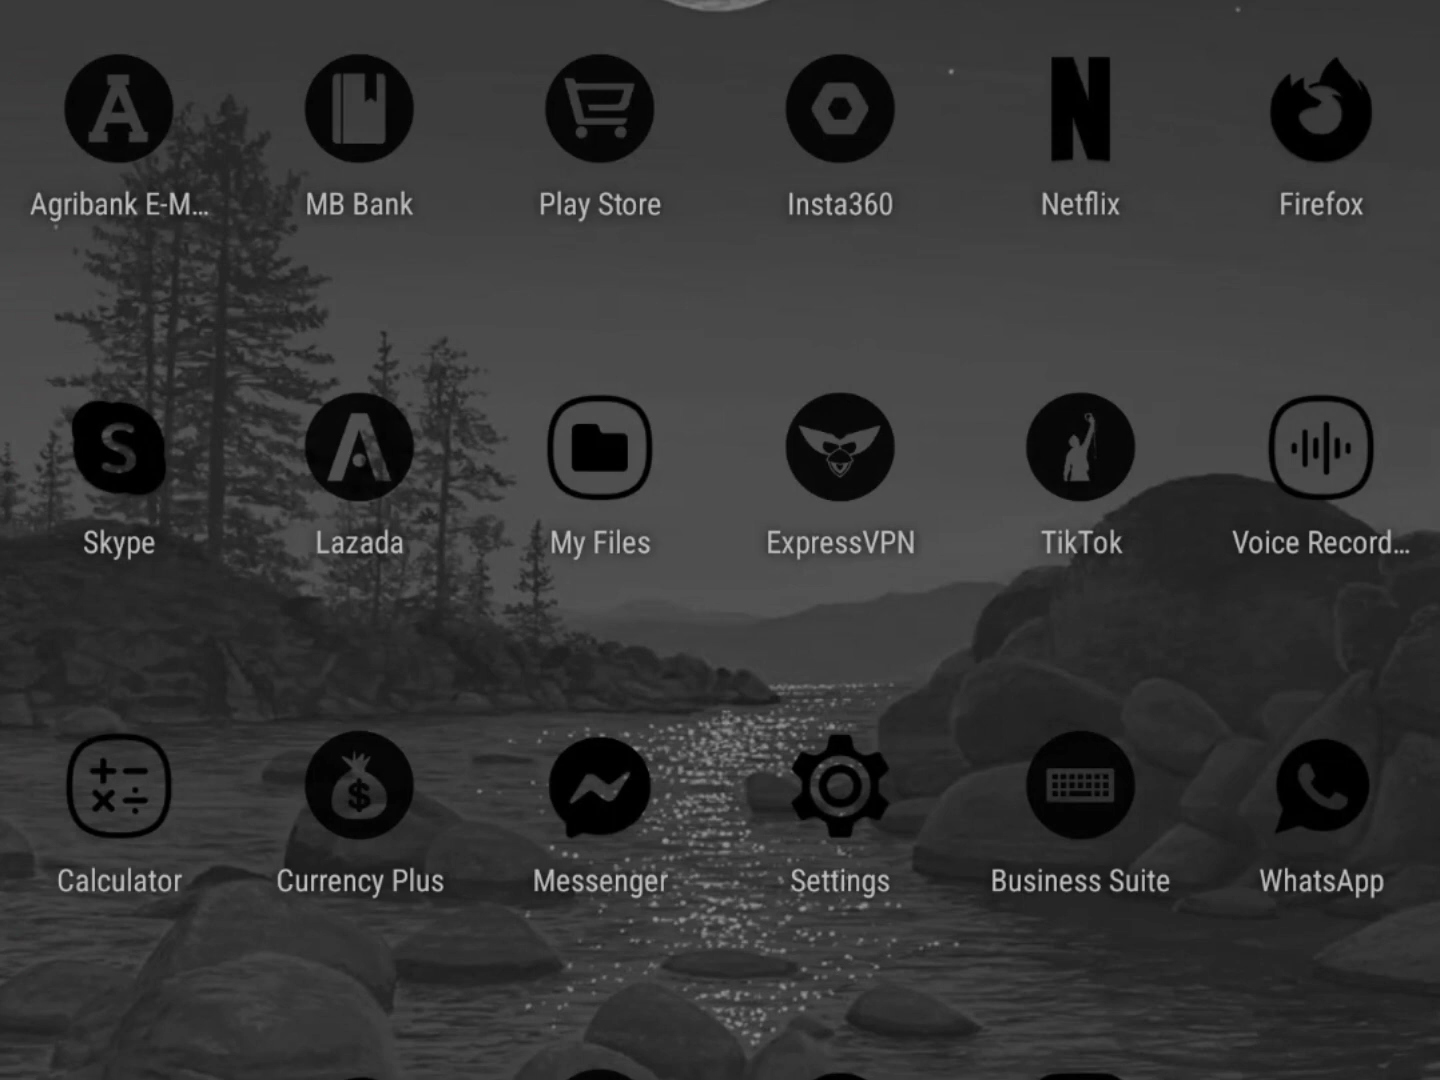 Agribank E-M...
MB Bank
Play Store
Insta360
Netflix
Firefox
Skype
Lazada
My Files
ExpressVPN
TikTok
Voice Record...
Calculator
Currency Plus
Messenger
Settings
Business Suite
WhatsApp